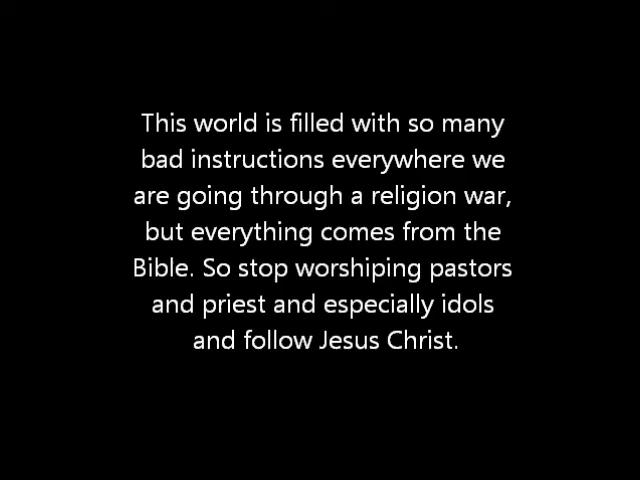 This world is filled with so many
bad instructions everywhere we
are going through a religion war,
but everything comes from the
Bible. So stop worshiping pastors
and priest and especially idols
and follow Jesus Christ.